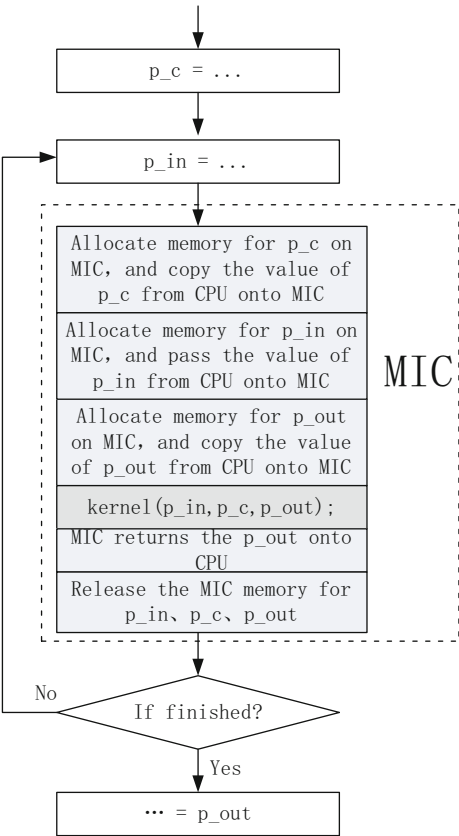 p_c = ...
p_in = ...
Allocate memory for p_c on
MIC, and copy the value of
p_c from CPU onto MIC
Allocate memory for p_in on
MIC, and pass the value of
p_in from CPU onto MIC
MIC
Allocate memory for p_out
on MIC, and copy the value
of p_out from CPU onto MIC
kernel(p_in,p_c,p_out);
MIC returns the p_out onto
CPU
Release the MIC memory for
p_in、p_c、p_out
No
If finished?
Yes
… = p_out